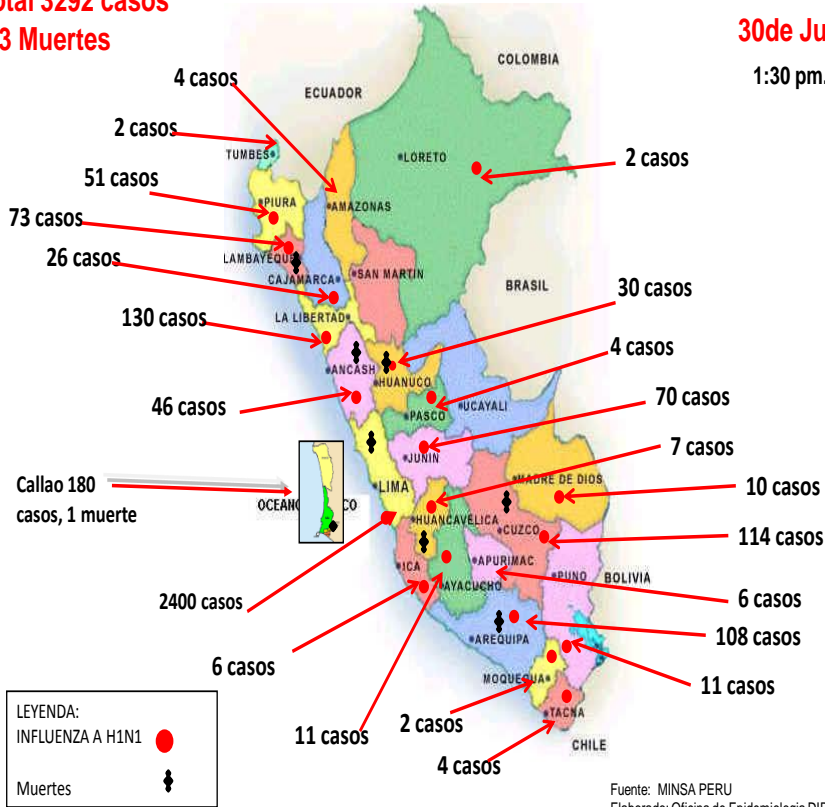 3292 casos
3 Muertes
30de
1:30 pm.
COLOMBIA
4 casos
ECUADOR
2 casos
TUMBES
LORETO
2 casos
51 casos
PIURA
AMAZONAS
73 casos
LAMBAYEQUE
26 casos
CAJAMARCA
SAN MARTIN
BRASIL
30 casos
LA LIBERTAD
130 casos
4 casos
ANCASH
HUANUCO
70 casos
46 casos
PASCO
UCAYALI
7 casos
JUNIN
Callao 180
casos, 1 muerte
LIMA
MADRE DE DIOS
10 casos
HUANCAVELICA
CUZCO
114 casos
ICA
APURIMAC
PUNO
BOLIVIA
AYACUCHO
2400 casos
6 casos
108 casos
AREQUIPA
6 casos
MOQUEGUA
11 casos
2 casos
TACNA
11 casos
4 casos
CHILE
LEYENDA:
INFLUENZA A H1N1
Muertes
Fuente: MINSA PERU